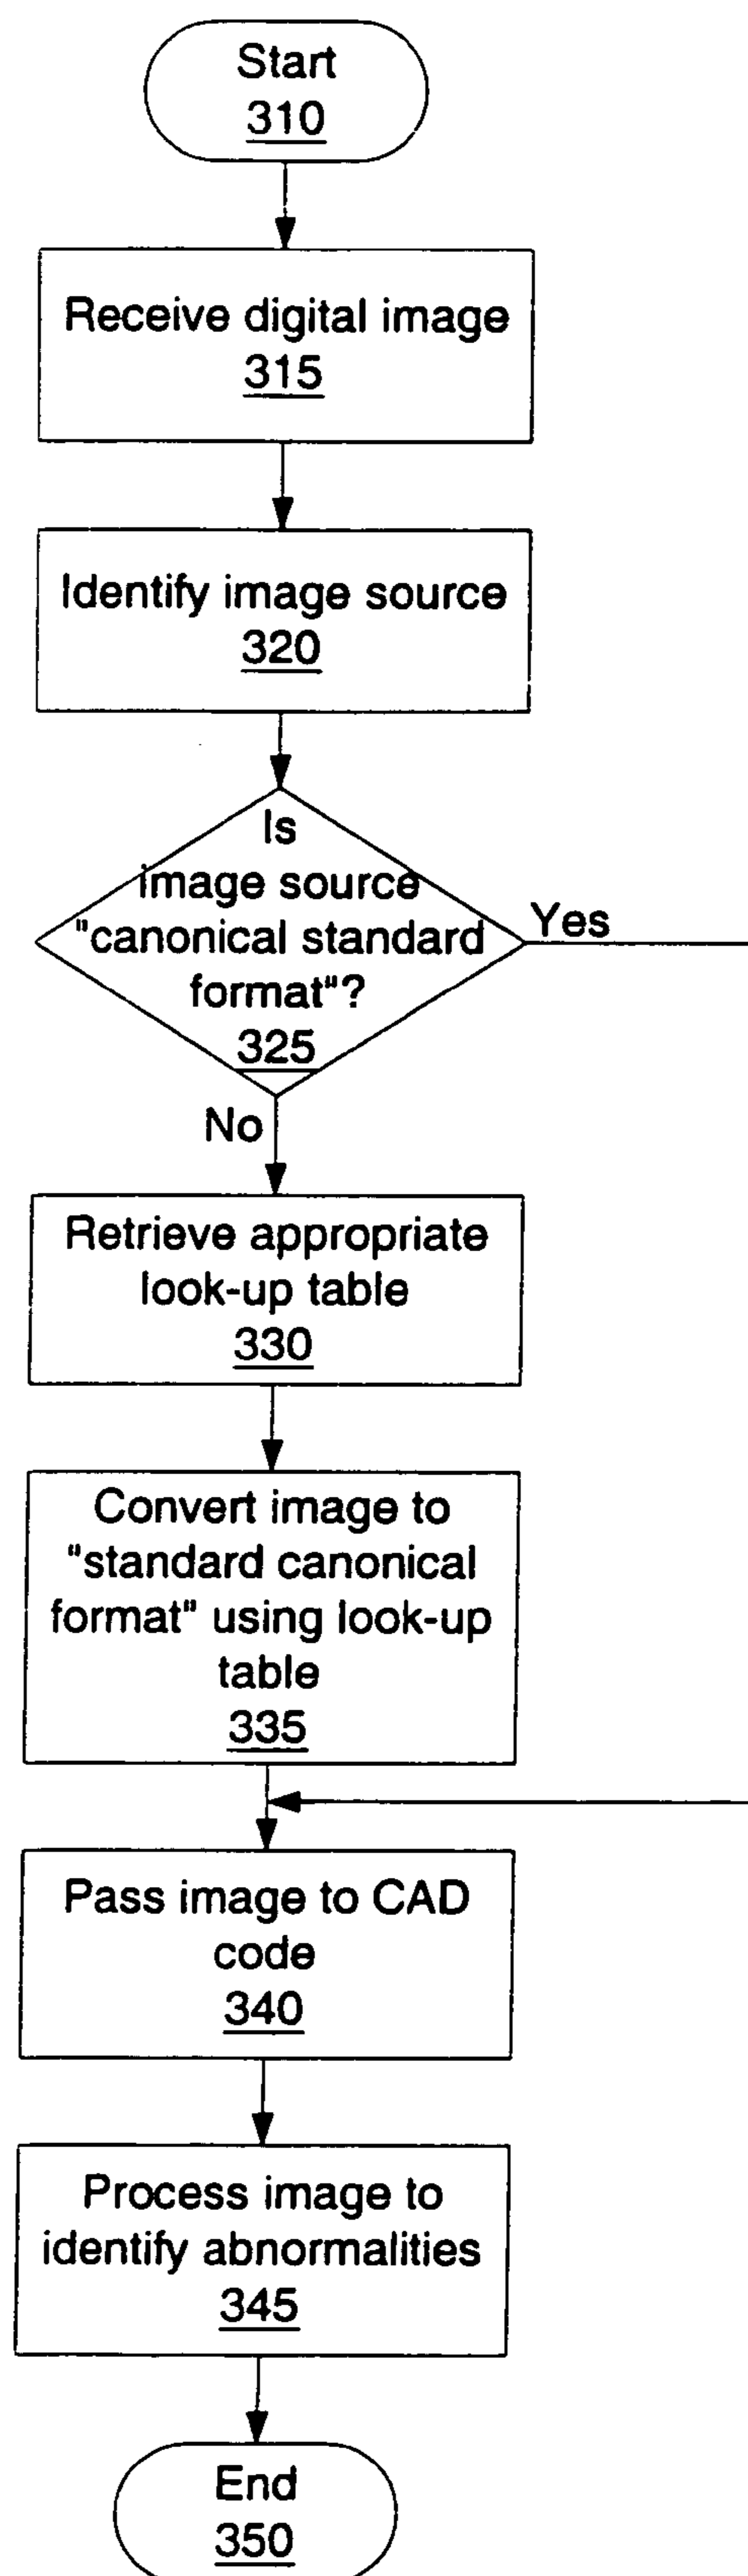 Start
310
Receive digital image
315
Identify image source
320
Is
image source
"canonical standard
format"?
325
Yes
No
Retrieve appropriate
look-up table
330
Convert image to
"standard canonical
format" using look-up
table
335
Pass image to CAD
code
340
Process image to
identify abnormalities
345
End
350